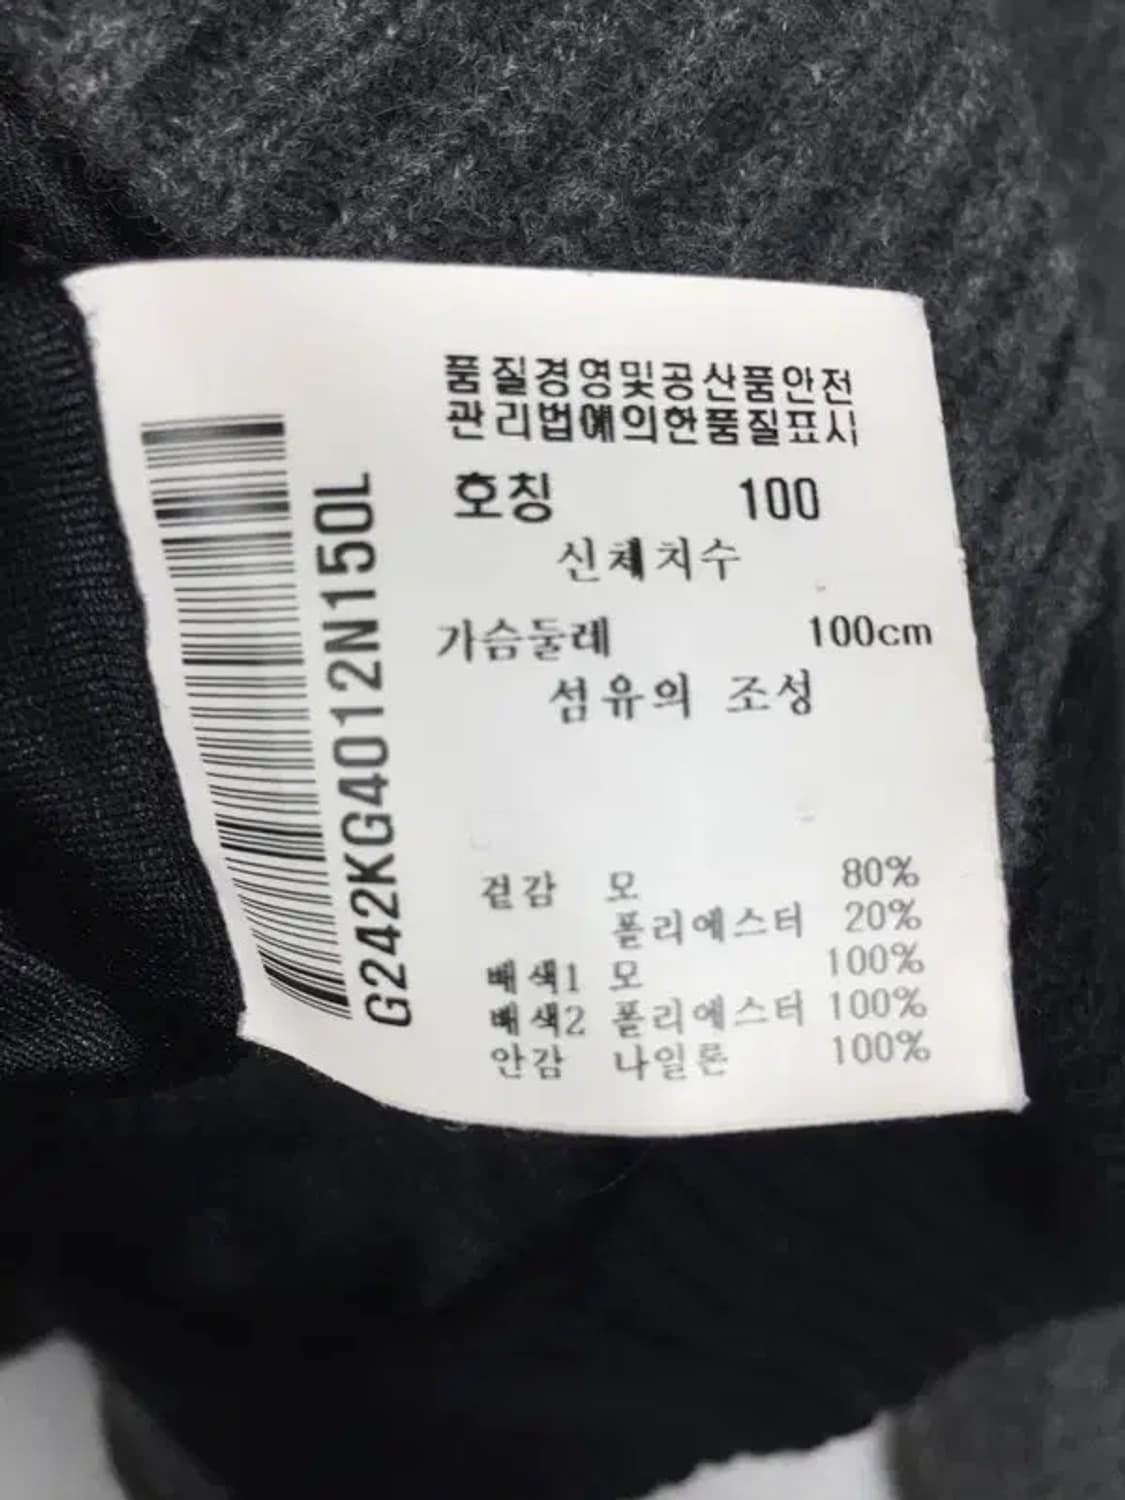 품질경영및공산품안전
관리법에의한품질표시
호칭 100
신체치수
가슴둘레 100cm
섬유의 조성
겉감 모 80%
폴리에스터 20%
배색1 모 100%
배색2 폴리에스터 100%
안감 나일론 100%
G242KG4012N150L